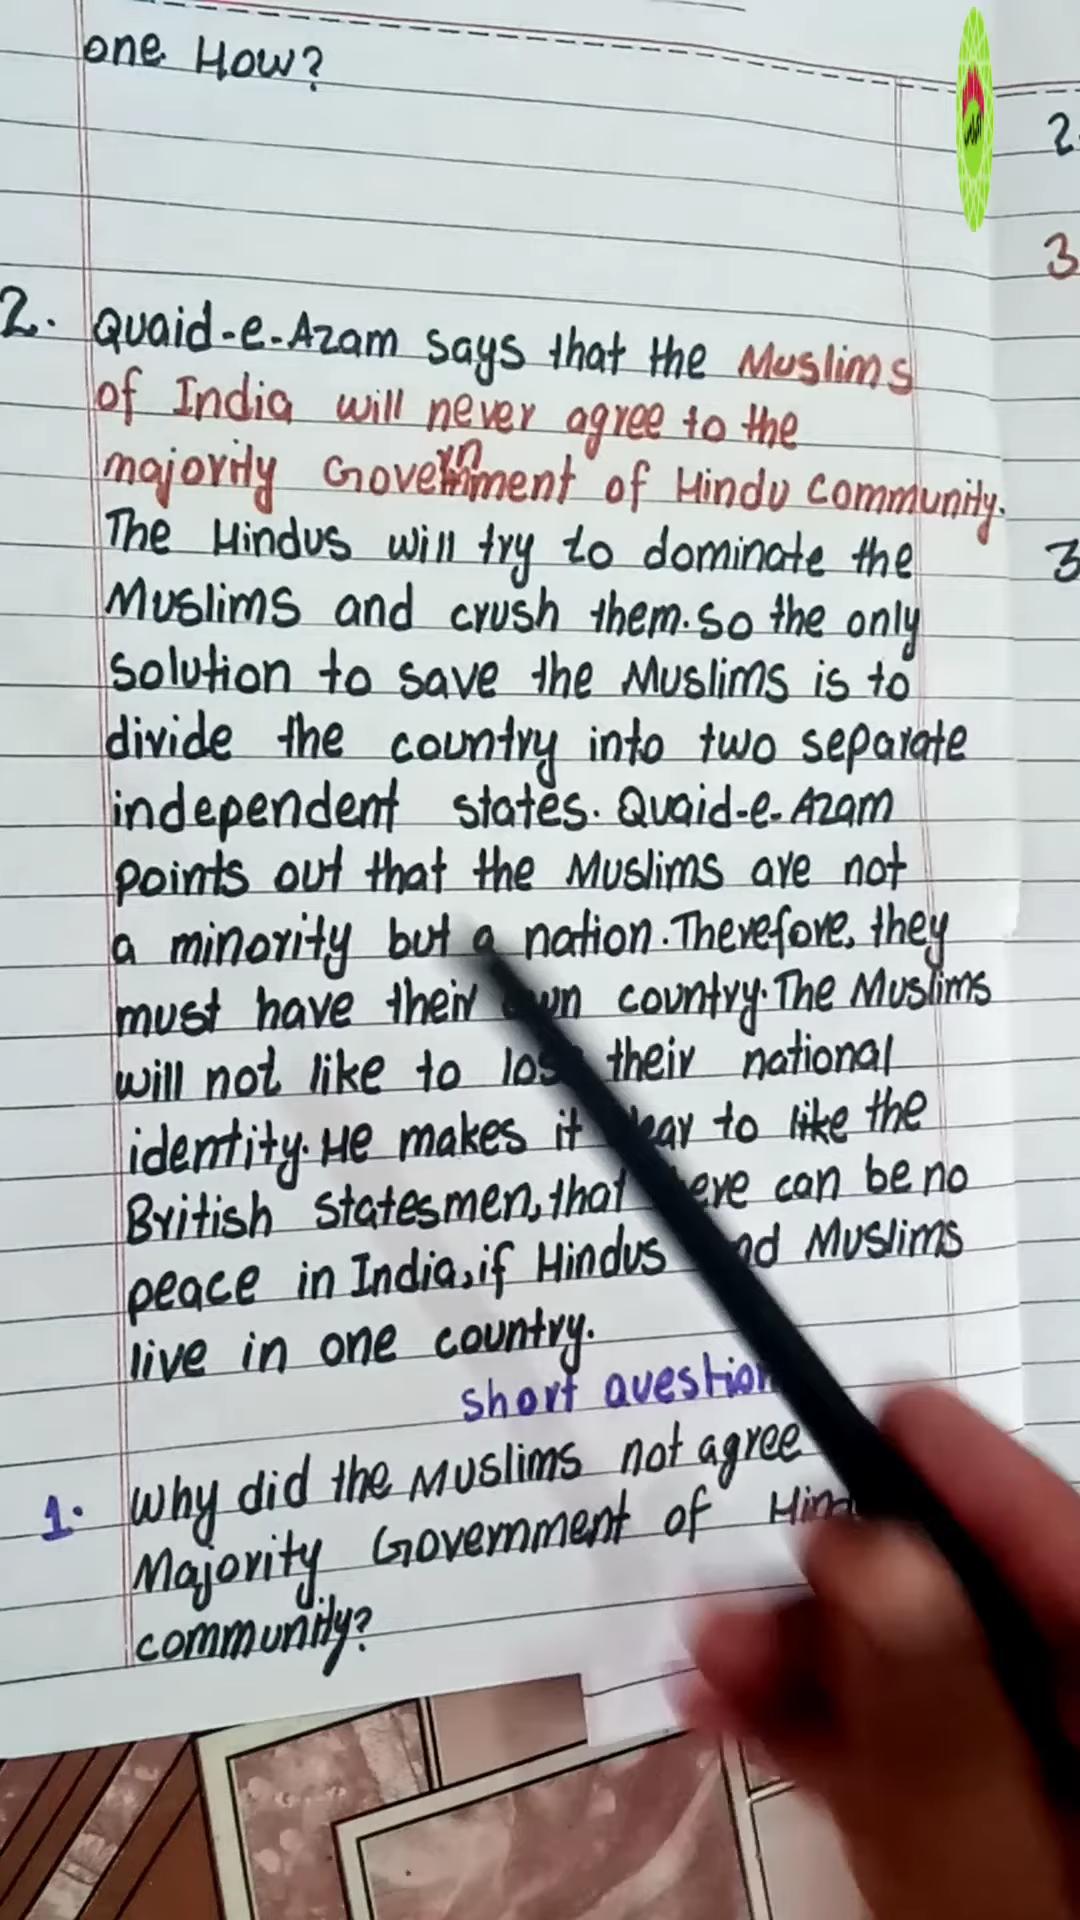 one. How?
2.
3
2. Quaid-e-Azam says that the Muslims
of India will never agree to the
majority Government of Hindu community.
The Hindus will try to dominate the
3
Muslims and crush them. so the only
solution to save the Muslims is to
divide the country into two separate
independent states. Quaid-e-Azam
points out that the Muslims are not
a minority but a nation. Therefore, they
must have their own country. The Muslims
will not like to their national
identity. He makes it to like the
British statesmen, that can be no
peace in India, if Hindus and Muslims
live in one country.
short
1. Why did the Muslims not agree
Majority Government of
community?